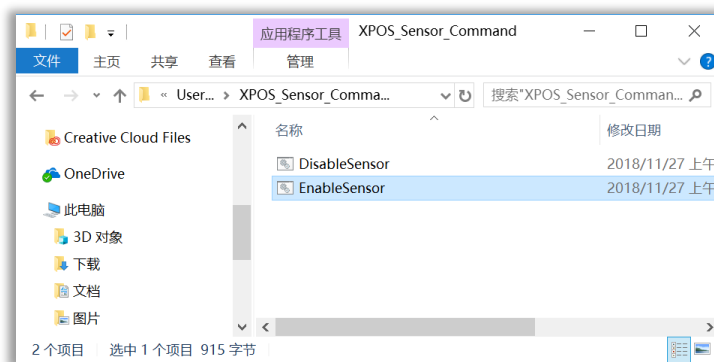 应用程序工具 XPOS_Sensor_Command
文件 主页 共享 查看 管理
« User... › XPOS_Sensor_Comma... 搜索"XPOS_Sensor_Comman...
名称 修改日期
Creative Cloud Files
DisableSensor 2018/11/27 上午
OneDrive
EnableSensor 2018/11/27 上午
此电脑
3D 对象
下载
文档
图片
2 个项目 选中 1 个项目 915 字节